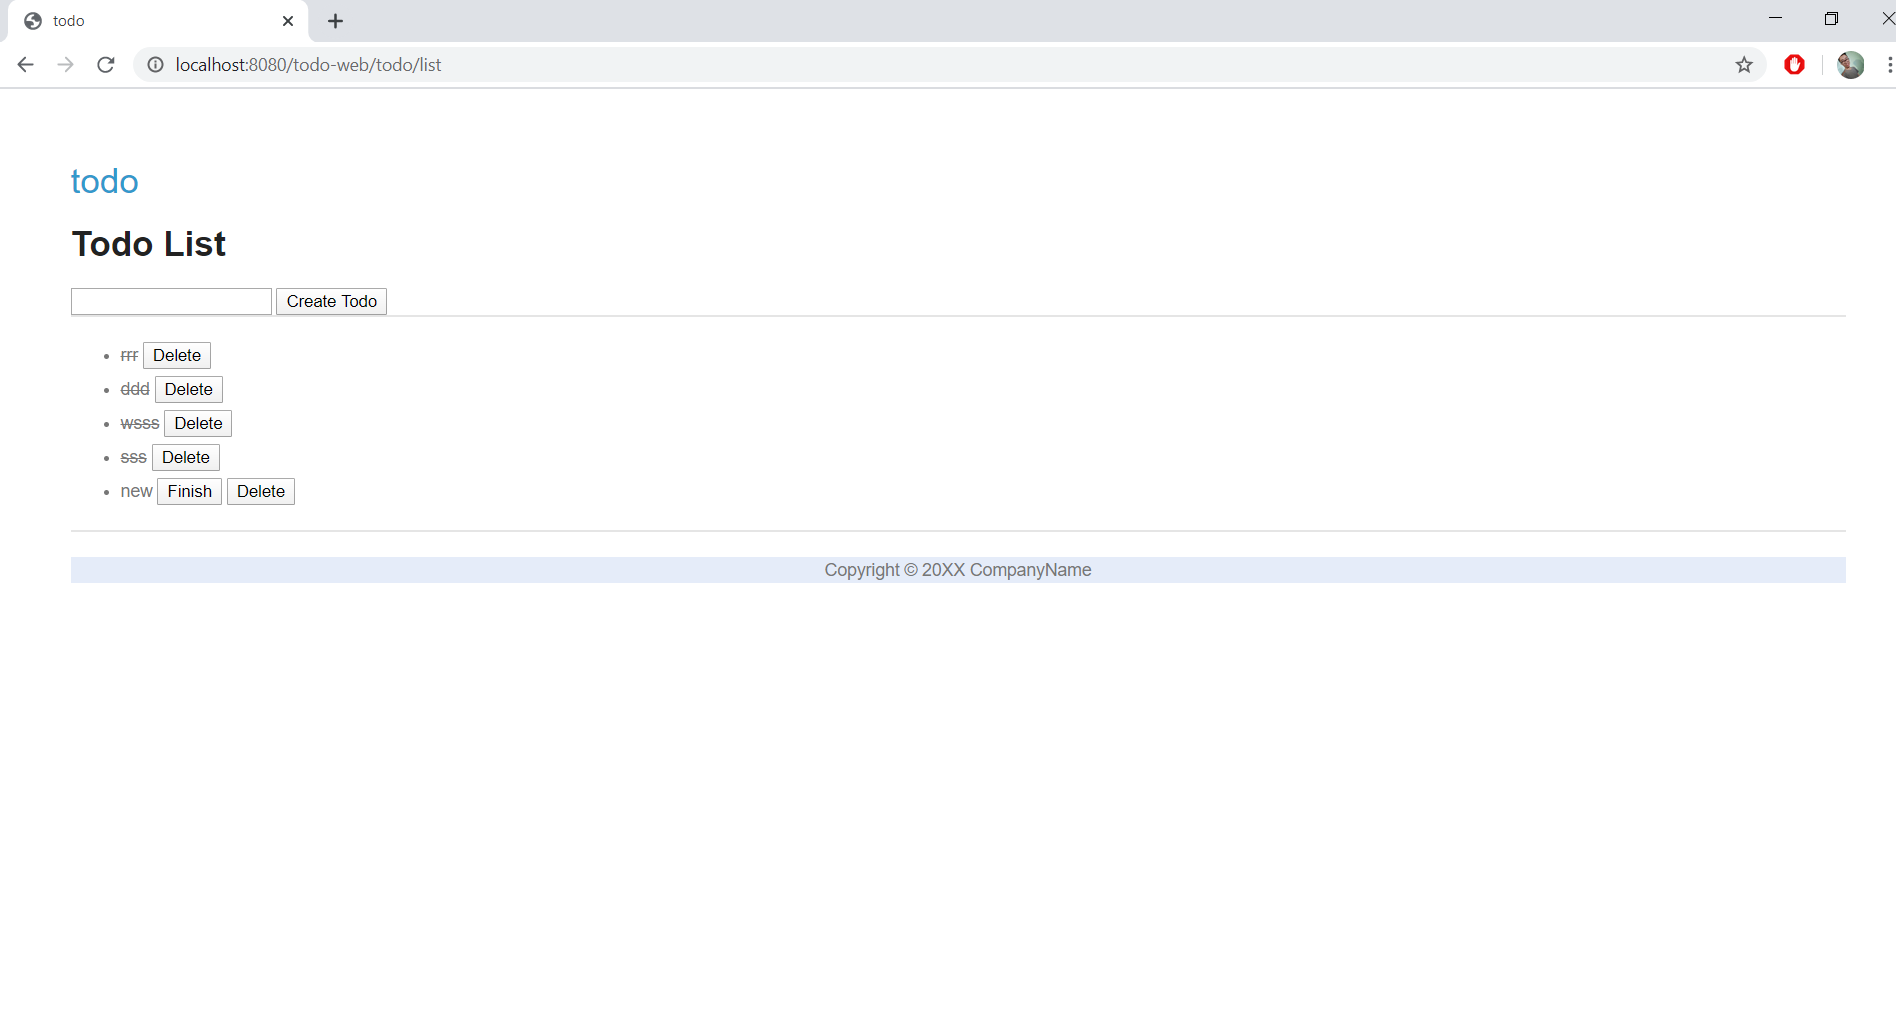 todo
localhost:8080/todo-web/todo/list
todo
Todo List
Create Todo
rrr Delete
ddd Delete
wsss Delete
sss Delete
new Finish Delete
Copyright © 20XX CompanyName